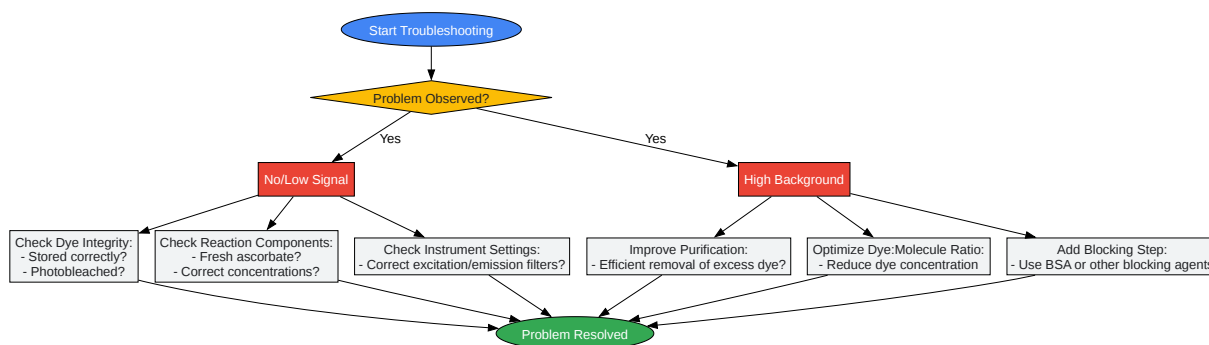 Start Troubleshooting
Problem Observed?
Yes
Yes
No/Low Signal
High Background
Check Dye Integrity:
- Stored correctly?
- Photobleached?
Check Reaction Components:
- Fresh ascorbate?
- Correct concentrations?
Check Instrument Settings:
- Correct excitation/emission filters?
Improve Purification:
- Efficient removal of excess dye?
Optimize Dye:Molecule Ratio:
- Reduce dye concentration
Add Blocking Step:
- Use BSA or other blocking agents
Problem Resolved